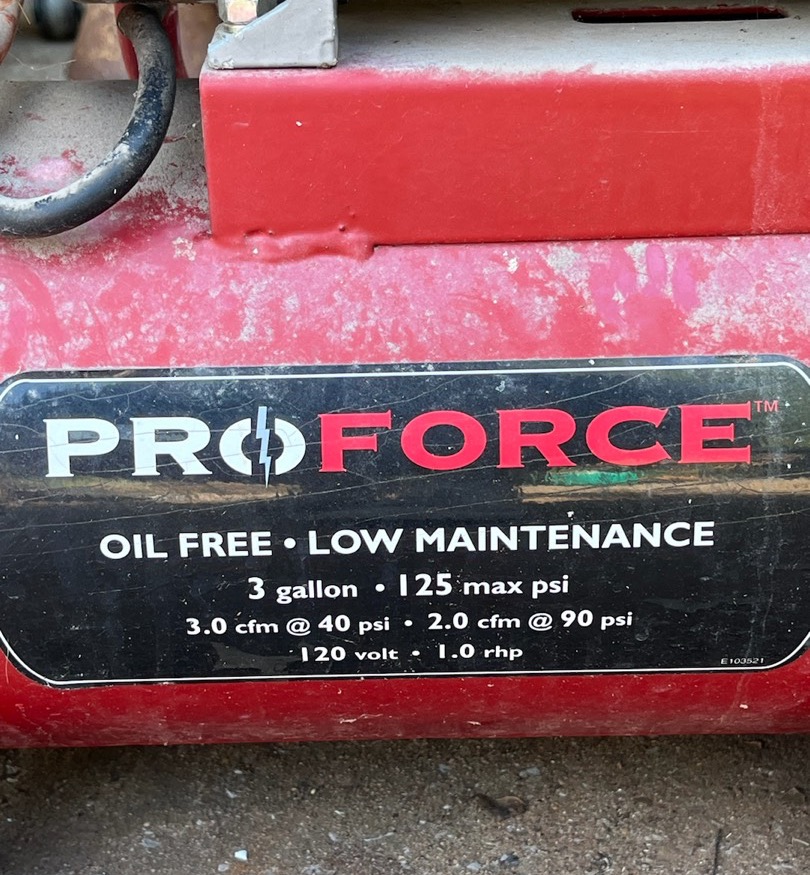 PROFORCE™
OIL FREE • LOW MAINTENANCE
3 gallon • 125 max psi
3.0 cfm @ 40 psi • 2.0 cfm @ 90 psi
120 volt • 1.0 rhp
E103521